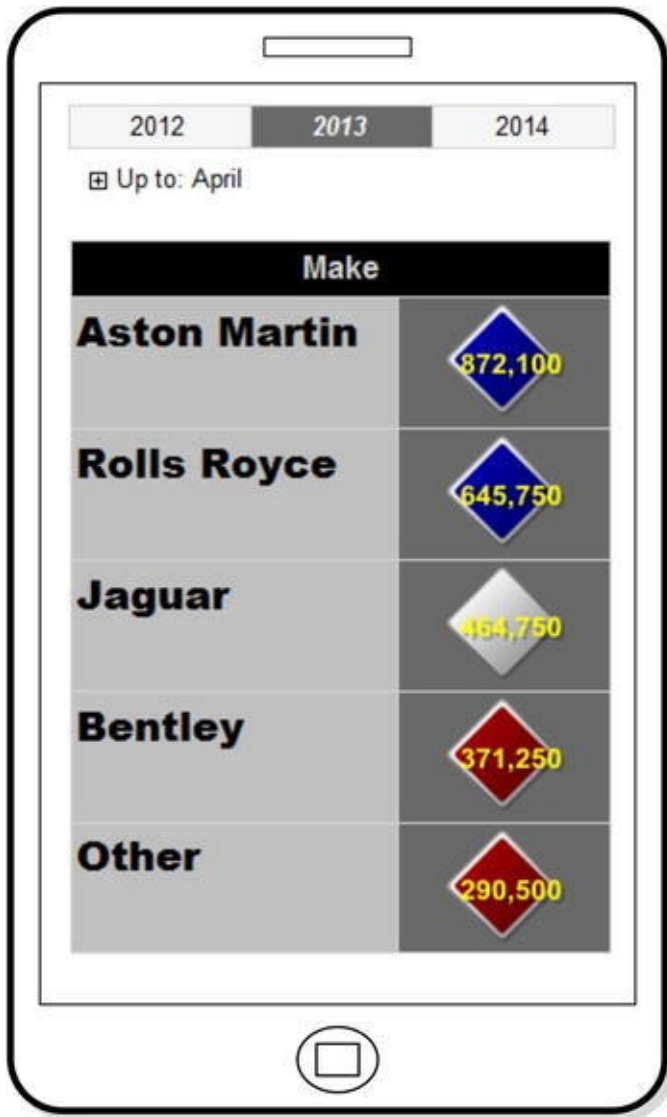 2012 2013 2014
Up to: April
Make
Aston Martin 872,100
Rolls Royce 645,750
Jaguar 464,750
Bentley 371,250
Other 290,500